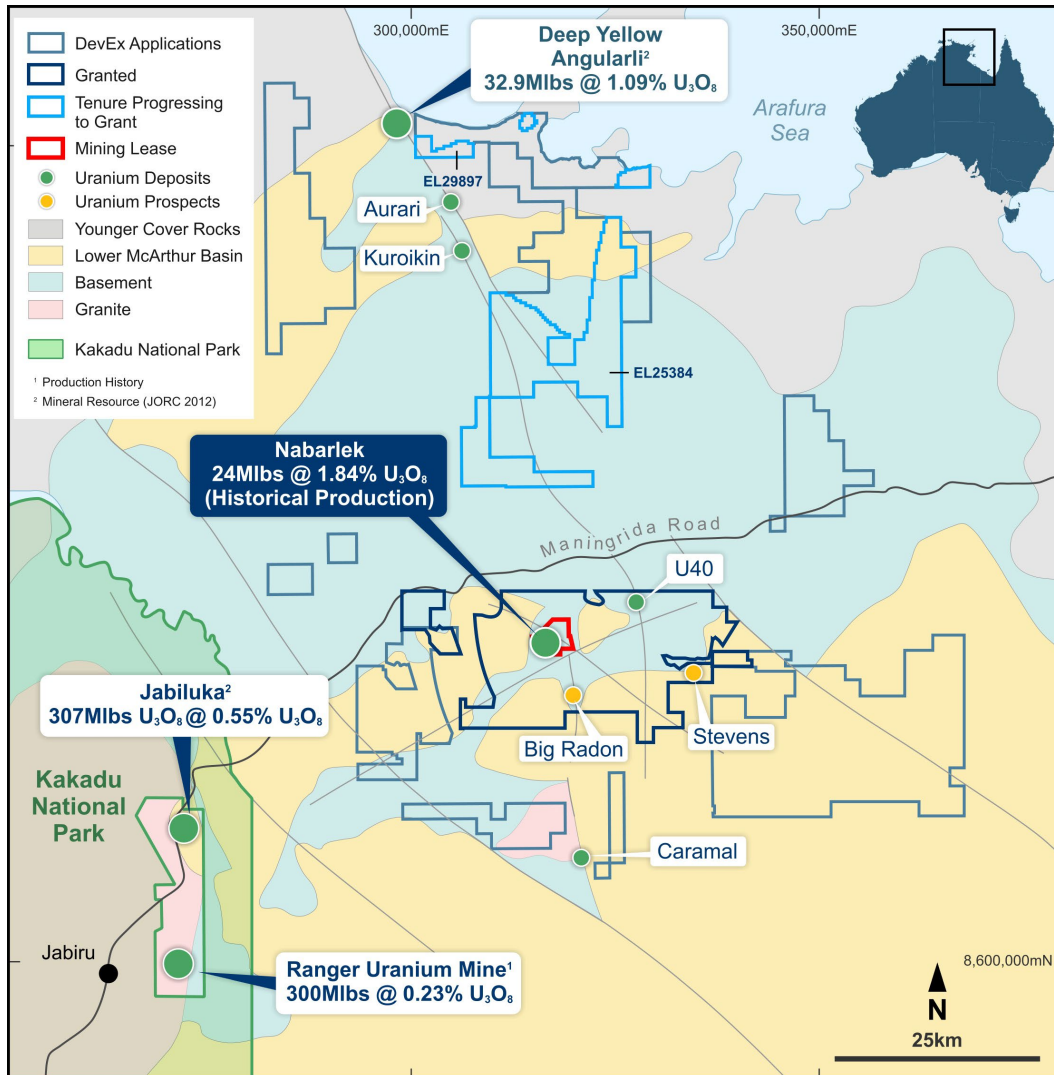 300,000mE
350,000mE
DevEx Applications
Granted
Tenure Progressing
to Grant
Mining Lease
Uranium Deposits
Uranium Prospects
Younger Cover Rocks
Lower McArthur Basin
Basement
Granite
Kakadu National Park
¹ Production History
² Mineral Resource (JORC 2012)
Deep Yellow
Angularli²
32.9Mlbs @ 1.09% U₃O₈
Arafura
Sea
EL29897
Aurari
Kuroikin
EL25384
Nabarlek
24Mlbs @ 1.84% U₃O₈
(Historical Production)
Maningrida Road
U40
Jabiluka²
307Mlbs U₃O₈ @ 0.55% U₃O₈
Big Radon
Stevens
Kakadu
National
Park
Caramal
Jabiru
Ranger Uranium Mine¹
300Mlbs @ 0.23% U₃O₈
8,600,000mN
N
25km